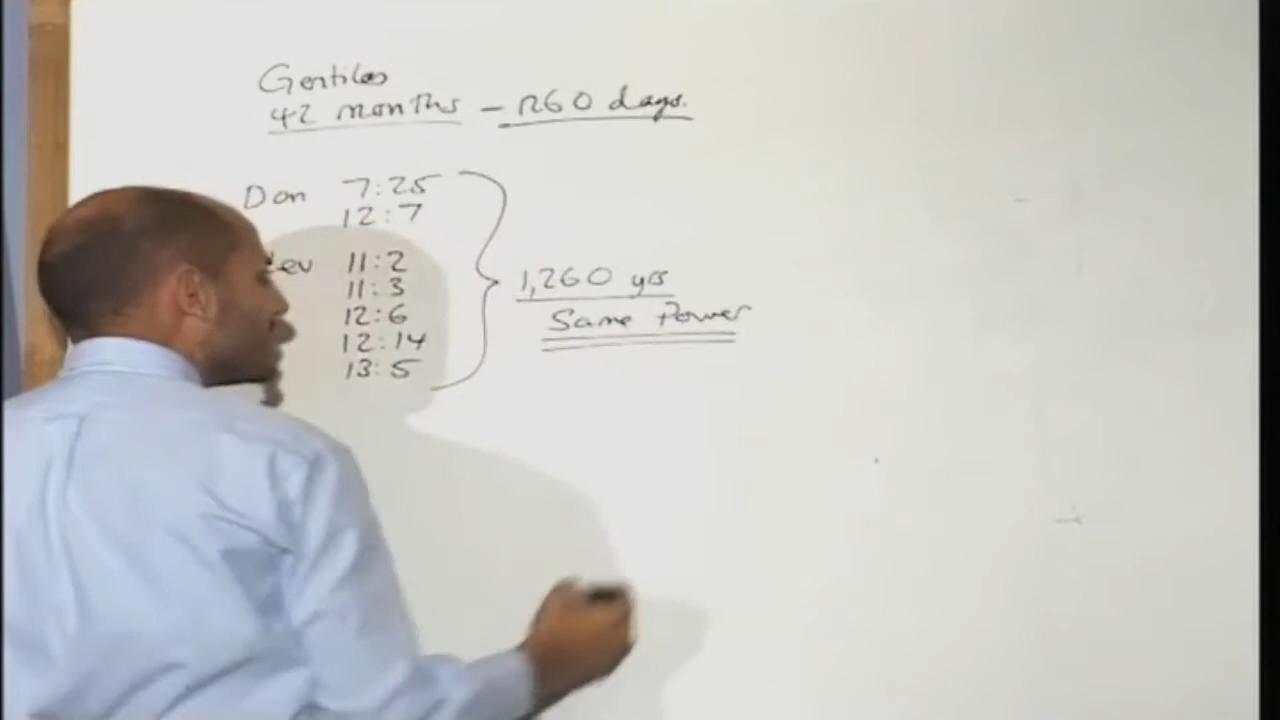 Gentiles
42 months - 1260 days.
Dan 7:25
12:7
Rev 11:2
11:3
12:6
12:14
13:5
1,260 yrs
Same Power